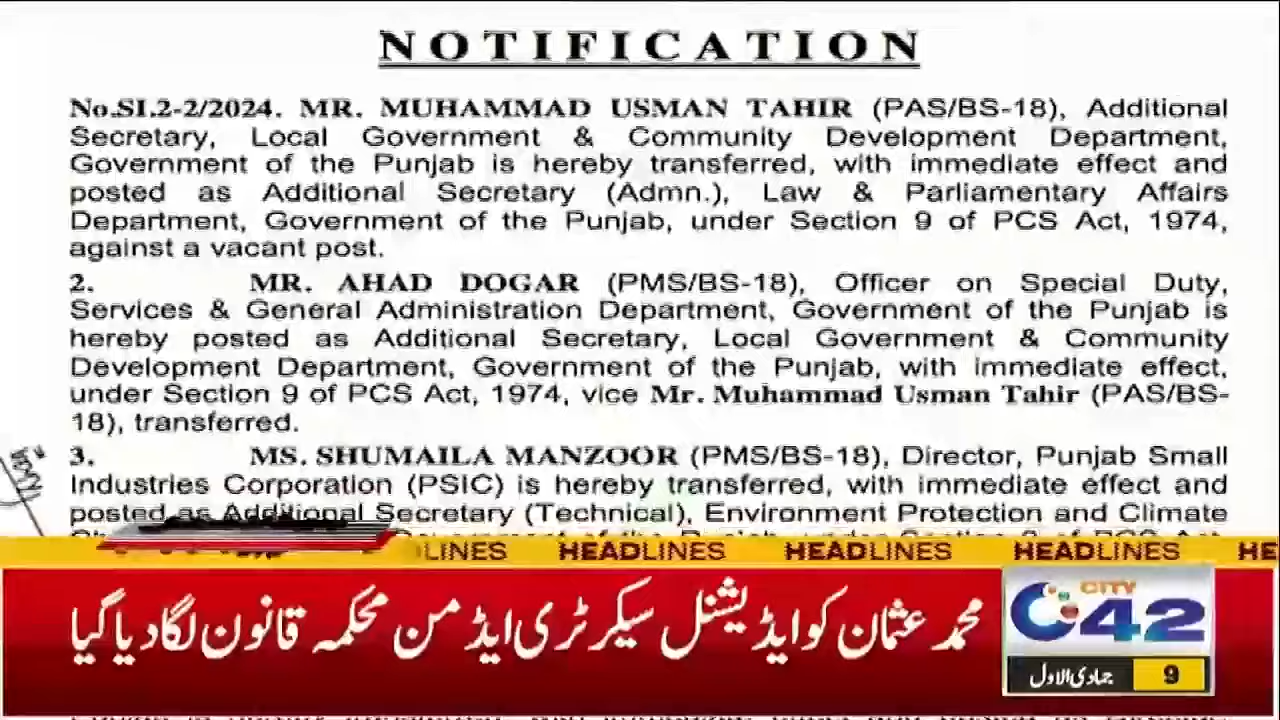 NOTIFICATION
No.SI.2-2/2024. MR. MUHAMMAD USMAN TAHIR (PAS/BS-18), Additional
Secretary, Local Government & Community Development Department,
Government of the Punjab is hereby transferred, with immediate effect and
posted as Additional Secretary (Admn.), Law & Parliamentary Affairs
Department, Government of the Punjab, under Section 9 of PCS Act, 1974,
against a vacant post.
2. MR. AHAD DOGAR (PMS/BS-18), Officer on Special Duty,
Services & General Administration Department, Government of the Punjab is
hereby posted as Additional Secretary, Local Government & Community
Development Department, Government of the Punjab, with immediate effect,
under Section 9 of PCS Act, 1974, vice Mr. Muhammad Usman Tahir (PAS/BS-
18), transferred.
3. MS. SHUMAILA MANZOOR (PMS/BS-18), Director, Punjab Small
Industries Corporation (PSIC) is hereby transferred, with immediate effect and
posted as Additional Secretary (Technical), Environment Protection and Climate
LINES HEADLINES HEADLINES HEADLINES HE
محمد عثمان کو ایڈیشنل سیکرٹری ایڈمن محکمہ قانون لگا دیا گیا
CITY
42
9 جمادی الاول